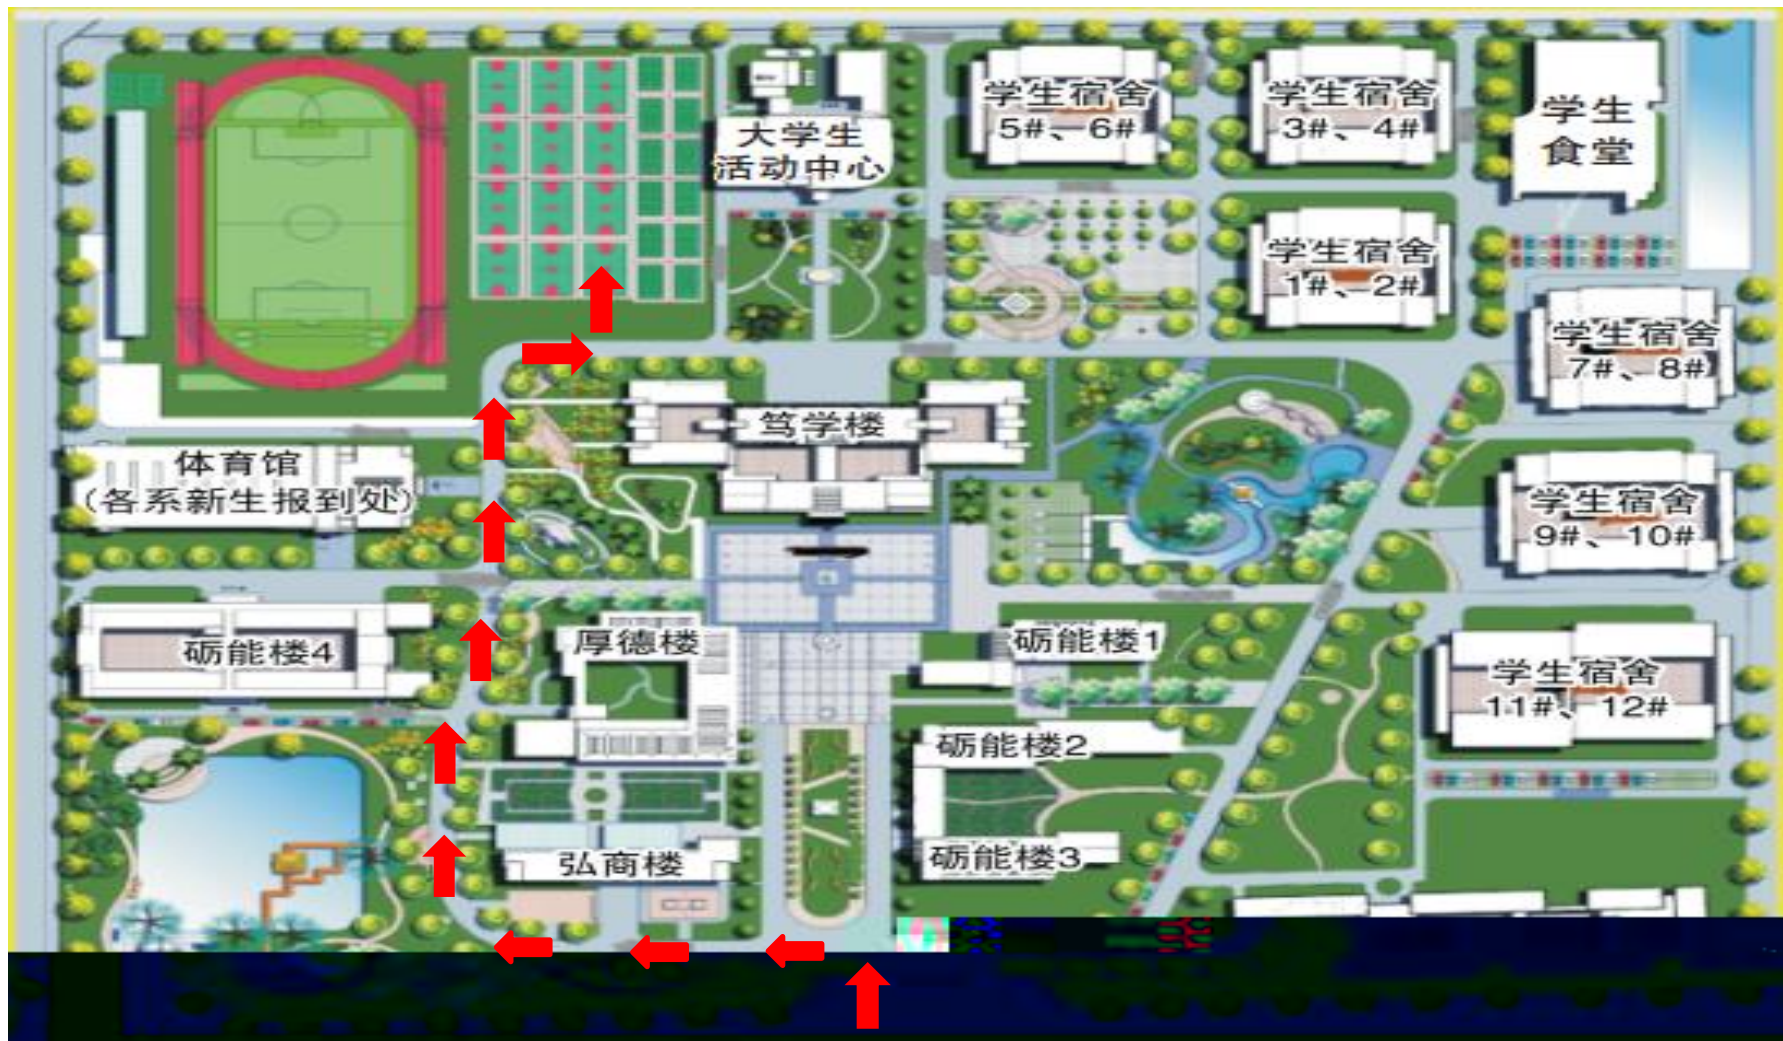 学生宿舍
5#、6#
学生宿舍
3#、4#
学生
食堂
大学生
活动中心
学生宿舍
1#、2#
学生宿舍
7#、8#
笃学楼
体育馆
(各系新生报到处)
学生宿舍
9#、10#
砺能楼4
厚德楼
砺能楼1
学生宿舍
11#、12#
砺能楼2
弘商楼
砺能楼3